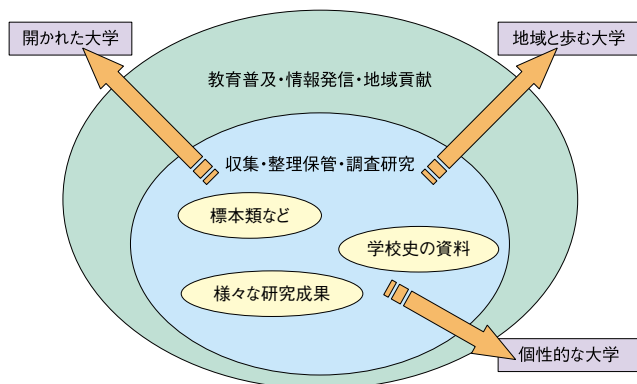 開かれた大学
地域と歩む大学
教育普及・情報発信・地域貢献
収集・整理保管・調査研究
標本類など
学校史の資料
様々な研究成果
個性的な大学